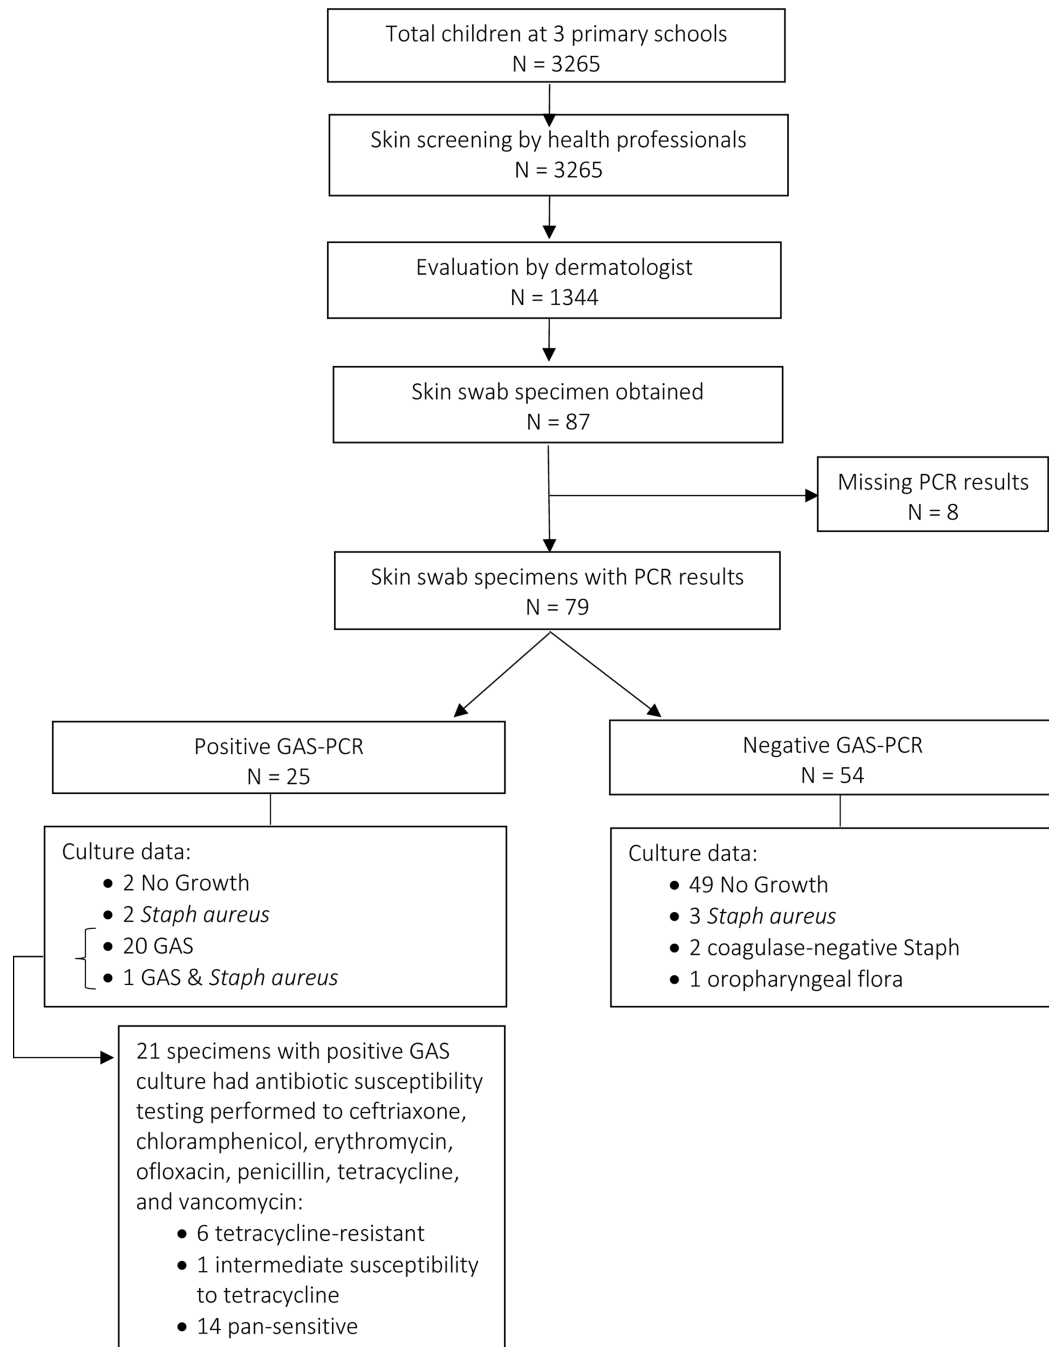 Total children at 3 primary schools
N = 3265
Skin screening by health professionals
N = 3265
Evaluation by dermatologist
N = 1344
Skin swab specimen obtained
N = 87
Missing PCR results
N = 8
Skin swab specimens with PCR results
N = 79
Positive GAS-PCR
N = 25
Negative GAS-PCR
N = 54
Culture data:
• 2 No Growth
• 2 Staph aureus
• 20 GAS
• 1 GAS & Staph aureus
Culture data:
• 49 No Growth
• 3 Staph aureus
• 2 coagulase-negative Staph
• 1 oropharyngeal flora
21 specimens with positive GAS
culture had antibiotic susceptibility
testing performed to ceftriaxone,
chloramphenicol, erythromycin,
ofloxacin, penicillin, tetracycline,
and vancomycin:
• 6 tetracycline-resistant
• 1 intermediate susceptibility
to tetracycline
• 14 pan-sensitive